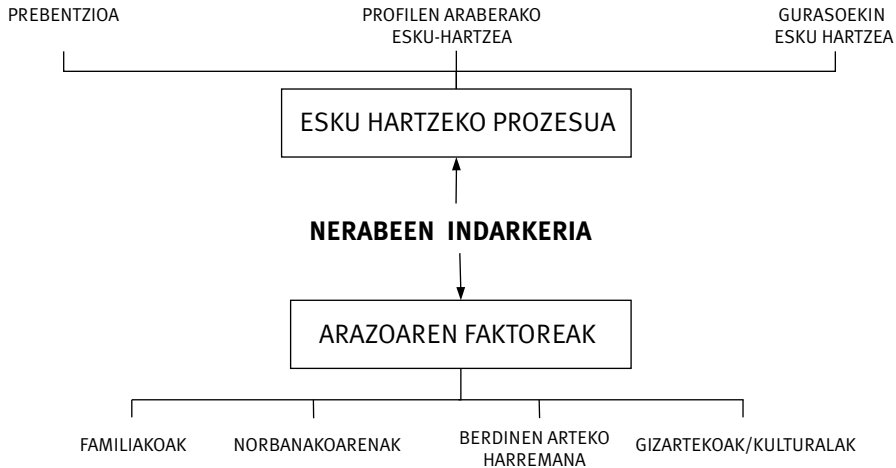 PREBENTZIOA
PROFILEN ARABERAKO
ESKU-HARTZEA
GURASOEKIN
ESKU HARTZEA
ESKU HARTZEKO PROZESUA
NERABEEN INDARKERIA
ARAZOAREN FAKTOREAK
FAMILIAKOAK
NORBANAKOARENAK
BERDINEN ARTEKO
HARREMANA
GIZARTEKOAK/KULTURALAK